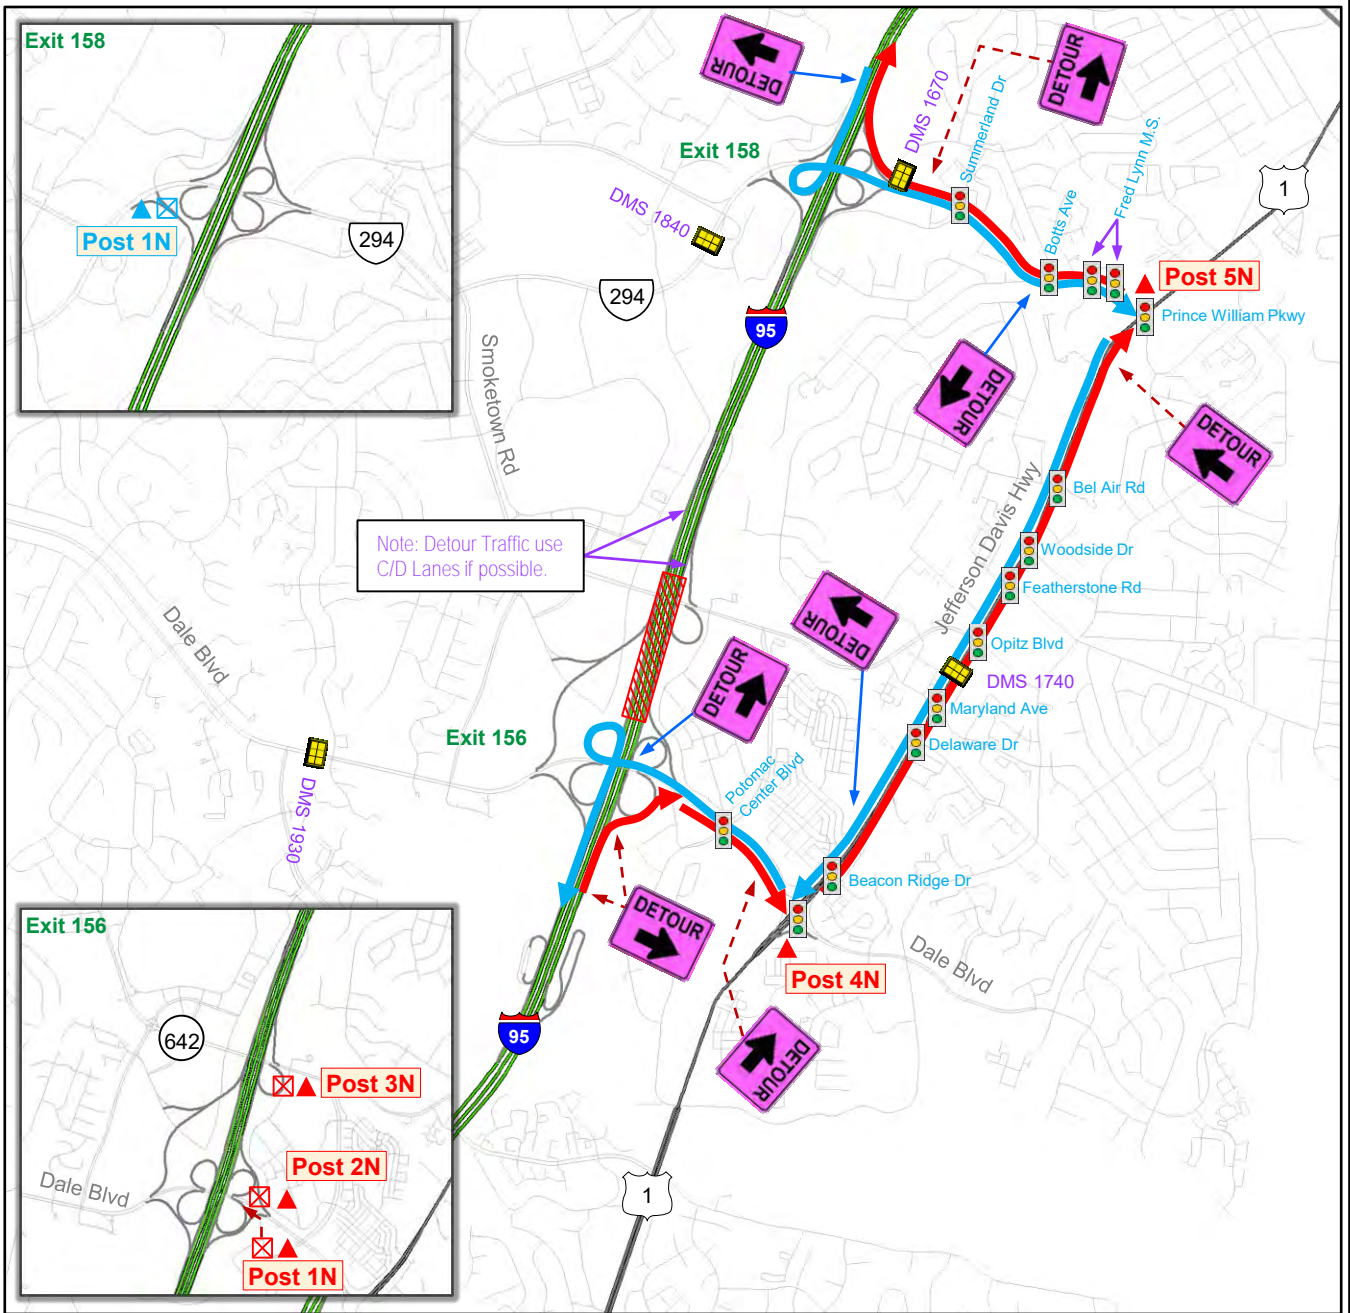 Exit 158
Post 1N
294
DETOUR
DETOUR
DMS 1670
Summerland Dr
Exit 158
Fred Lynn M.S.
Botts Ave
1
DMS 1840
294
95
Post 5N
Prince William Pkwy
Smoketown Rd
DETOUR
DETOUR
Jefferson Davis Hwy
Bel Air Rd
Note: Detour Traffic use
C/D Lanes if possible.
Woodside Dr
Featherstone Rd
DETOUR
Opitz Blvd
DMS 1740
Dale Blvd
DETOUR
Maryland Ave
Exit 156
Delaware Dr
Potomac
Center Blvd
DMS 1930
Beacon Ridge Dr
DETOUR
Dale Blvd
Post 4N
95
DETOUR
1
Exit 156
642
Post 3N
Post 2N
Dale Blvd
Post 1N